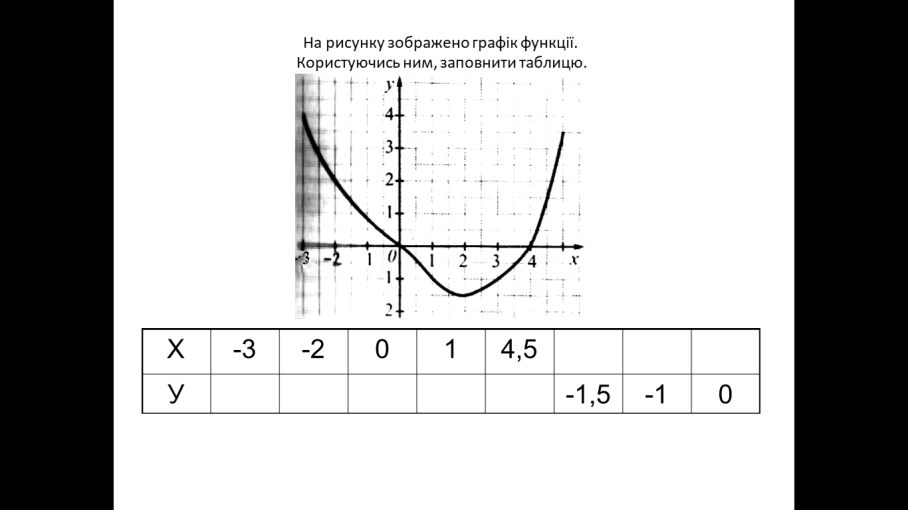 На рисунку зображено графік функції.
Користуючись ним, заповнити таблицю.
y
4
3
2
1
-3 -2 1 0 1 2 3 4 x
1
2
X -3 -2 0 1 4,5
У -1,5 -1 0